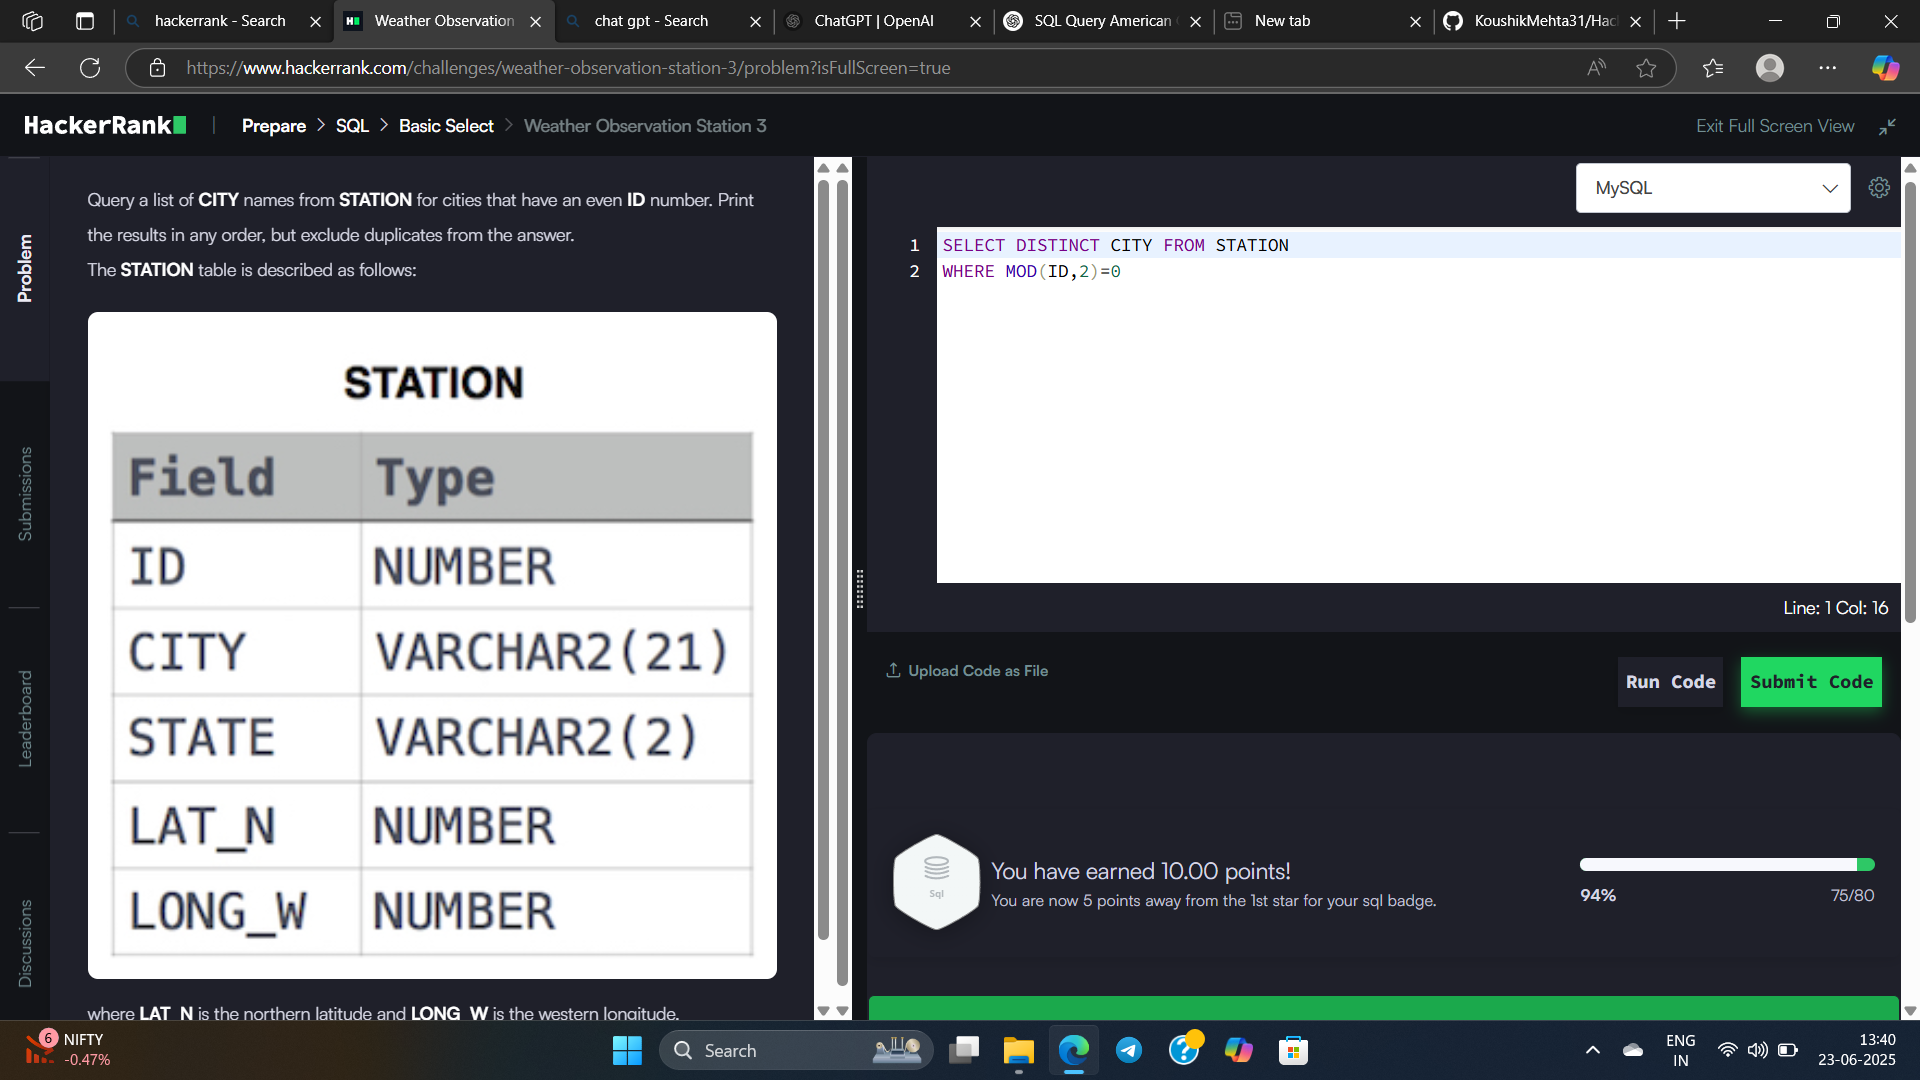 hackerrank - Search
Weather Observation
chat gpt - Search
ChatGPT | OpenAI
SQL Query American
New tab
KoushikMehta31/Hac
https://www.hackerrank.com/challenges/weather-observation-station-3/problem?isFullScreen=true
HackerRank
Prepare > SQL > Basic Select > Weather Observation Station 3
Exit Full Screen View
Problem
Submissions
Leaderboard
Discussions
Query a list of CITY names from STATION for cities that have an even ID number. Print
the results in any order, but exclude duplicates from the answer.
The STATION table is described as follows:
STATION
Field Type
ID NUMBER
CITY VARCHAR2(21)
STATE VARCHAR2(2)
LAT_N NUMBER
LONG_W NUMBER
where LAT_N is the northern latitude and LONG_W is the western longitude.
MySQL
1 SELECT DISTINCT CITY FROM STATION
2 WHERE MOD(ID,2)=0
Line: 1 Col: 16
Upload Code as File
Run Code
Submit Code
Sql
You have earned 10.00 points!
You are now 5 points away from the 1st star for your sql badge.
94% 75/80
6
NIFTY
-0.47%
Search
ENG
IN
13:40
23-06-2025